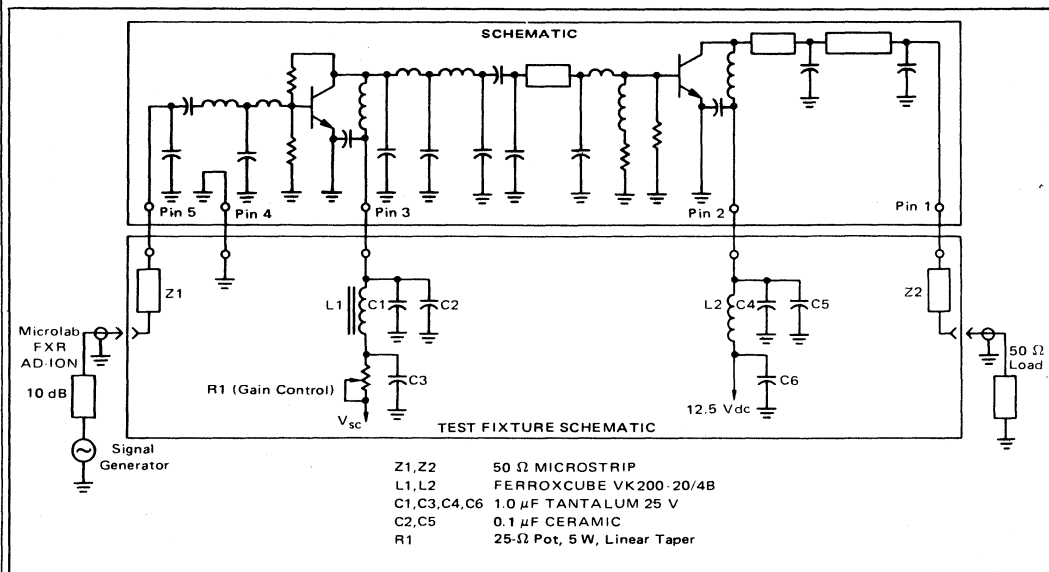 SCHEMATIC
Pin 5
Pin 4
Pin 3
Pin 2
Pin 1
Z1
L1
C1
C2
L2
C4
C5
Z2
Microlab
FXR
AD-ION
10 dB
R1 (Gain Control)
C3
C6
50 Ω
Load
Vsc
12.5 Vdc
Signal
Generator
TEST FIXTURE SCHEMATIC
Z1,Z2 50 Ω MICROSTRIP
L1,L2 FERROXCUBE VK200-20/4B
C1,C3,C4,C6 1.0 μF TANTALUM 25 V
C2,C5 0.1 μF CERAMIC
R1 25-Ω Pot, 5 W, Linear Taper